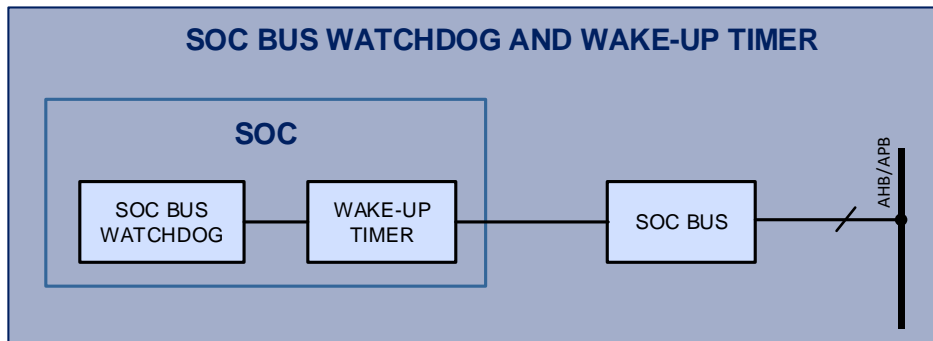 SOC BUS WATCHDOG AND WAKE-UP TIMER
SOC
SOC BUS
WATCHDOG
WAKE-UP
TIMER
SOC BUS
AHB/APB